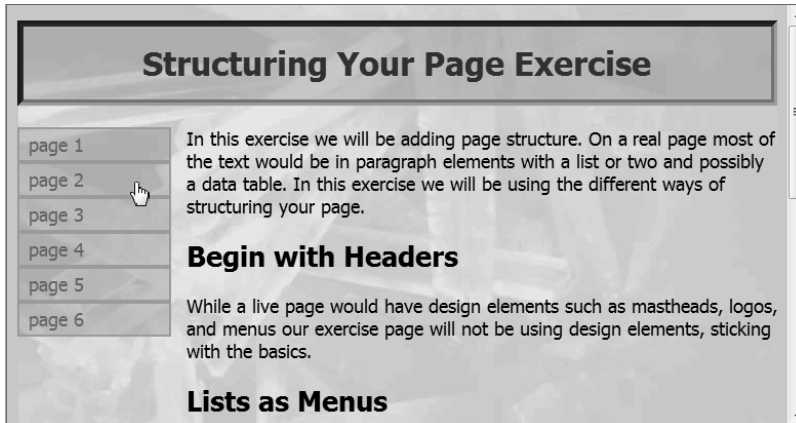 Structuring Your Page Exercise
page 1
page 2
page 3
page 4
page 5
page 6
In this exercise we will be adding page structure. On a real page most of
the text would be in paragraph elements with a list or two and possibly
a data table. In this exercise we will be using the different ways of
structuring your page.
Begin with Headers
While a live page would have design elements such as mastheads, logos,
and menus our exercise page will not be using design elements, sticking
with the basics.
Lists as Menus